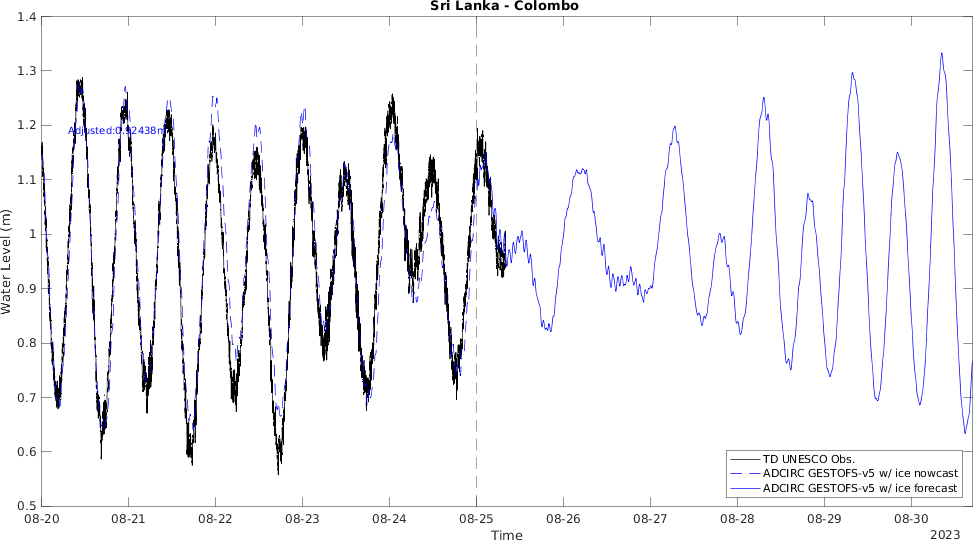 Sri Lanka - Colombo
1.4
1.3
1.2
1.1
1
0.9
0.8
0.7
0.6
0.5
Water Level (m)
Adjusted:0.92438m
TD UNESCO Obs.
ADCIRC GESTOFS-v5 w/ ice nowcast
ADCIRC GESTOFS-v5 w/ ice forecast
08-20 08-21 08-22 08-23 08-24 08-25 08-26 08-27 08-28 08-29 08-30
Time
2023